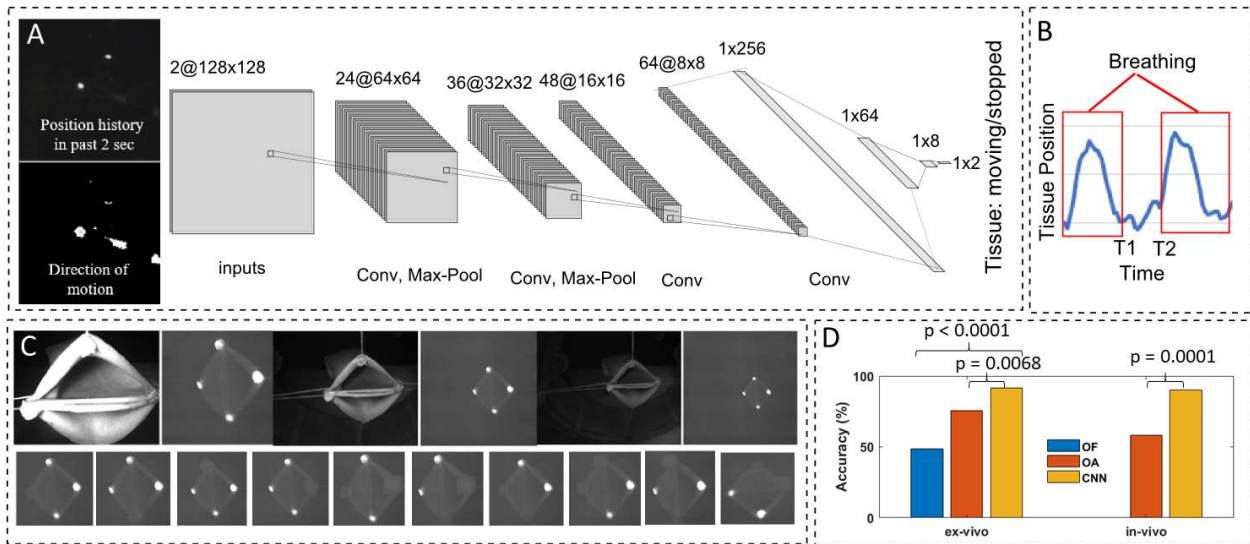 A
Position history
in past 2 sec
Direction of
motion
2@128x128
inputs
24@64x64
Conv, Max-Pool
36@32x32
Conv, Max-Pool
48@16x16
Conv
64@8x8
Conv
1x256
1x64
1x8
1x2
Tissue: moving/stopped
B
Breathing
Tissue Position
T1 T2
Time
C
D
p < 0.0001
p = 0.0068
p = 0.0001
Accuracy (%)
100
50
0
OF
OA
CNN
ex-vivo
in-vivo